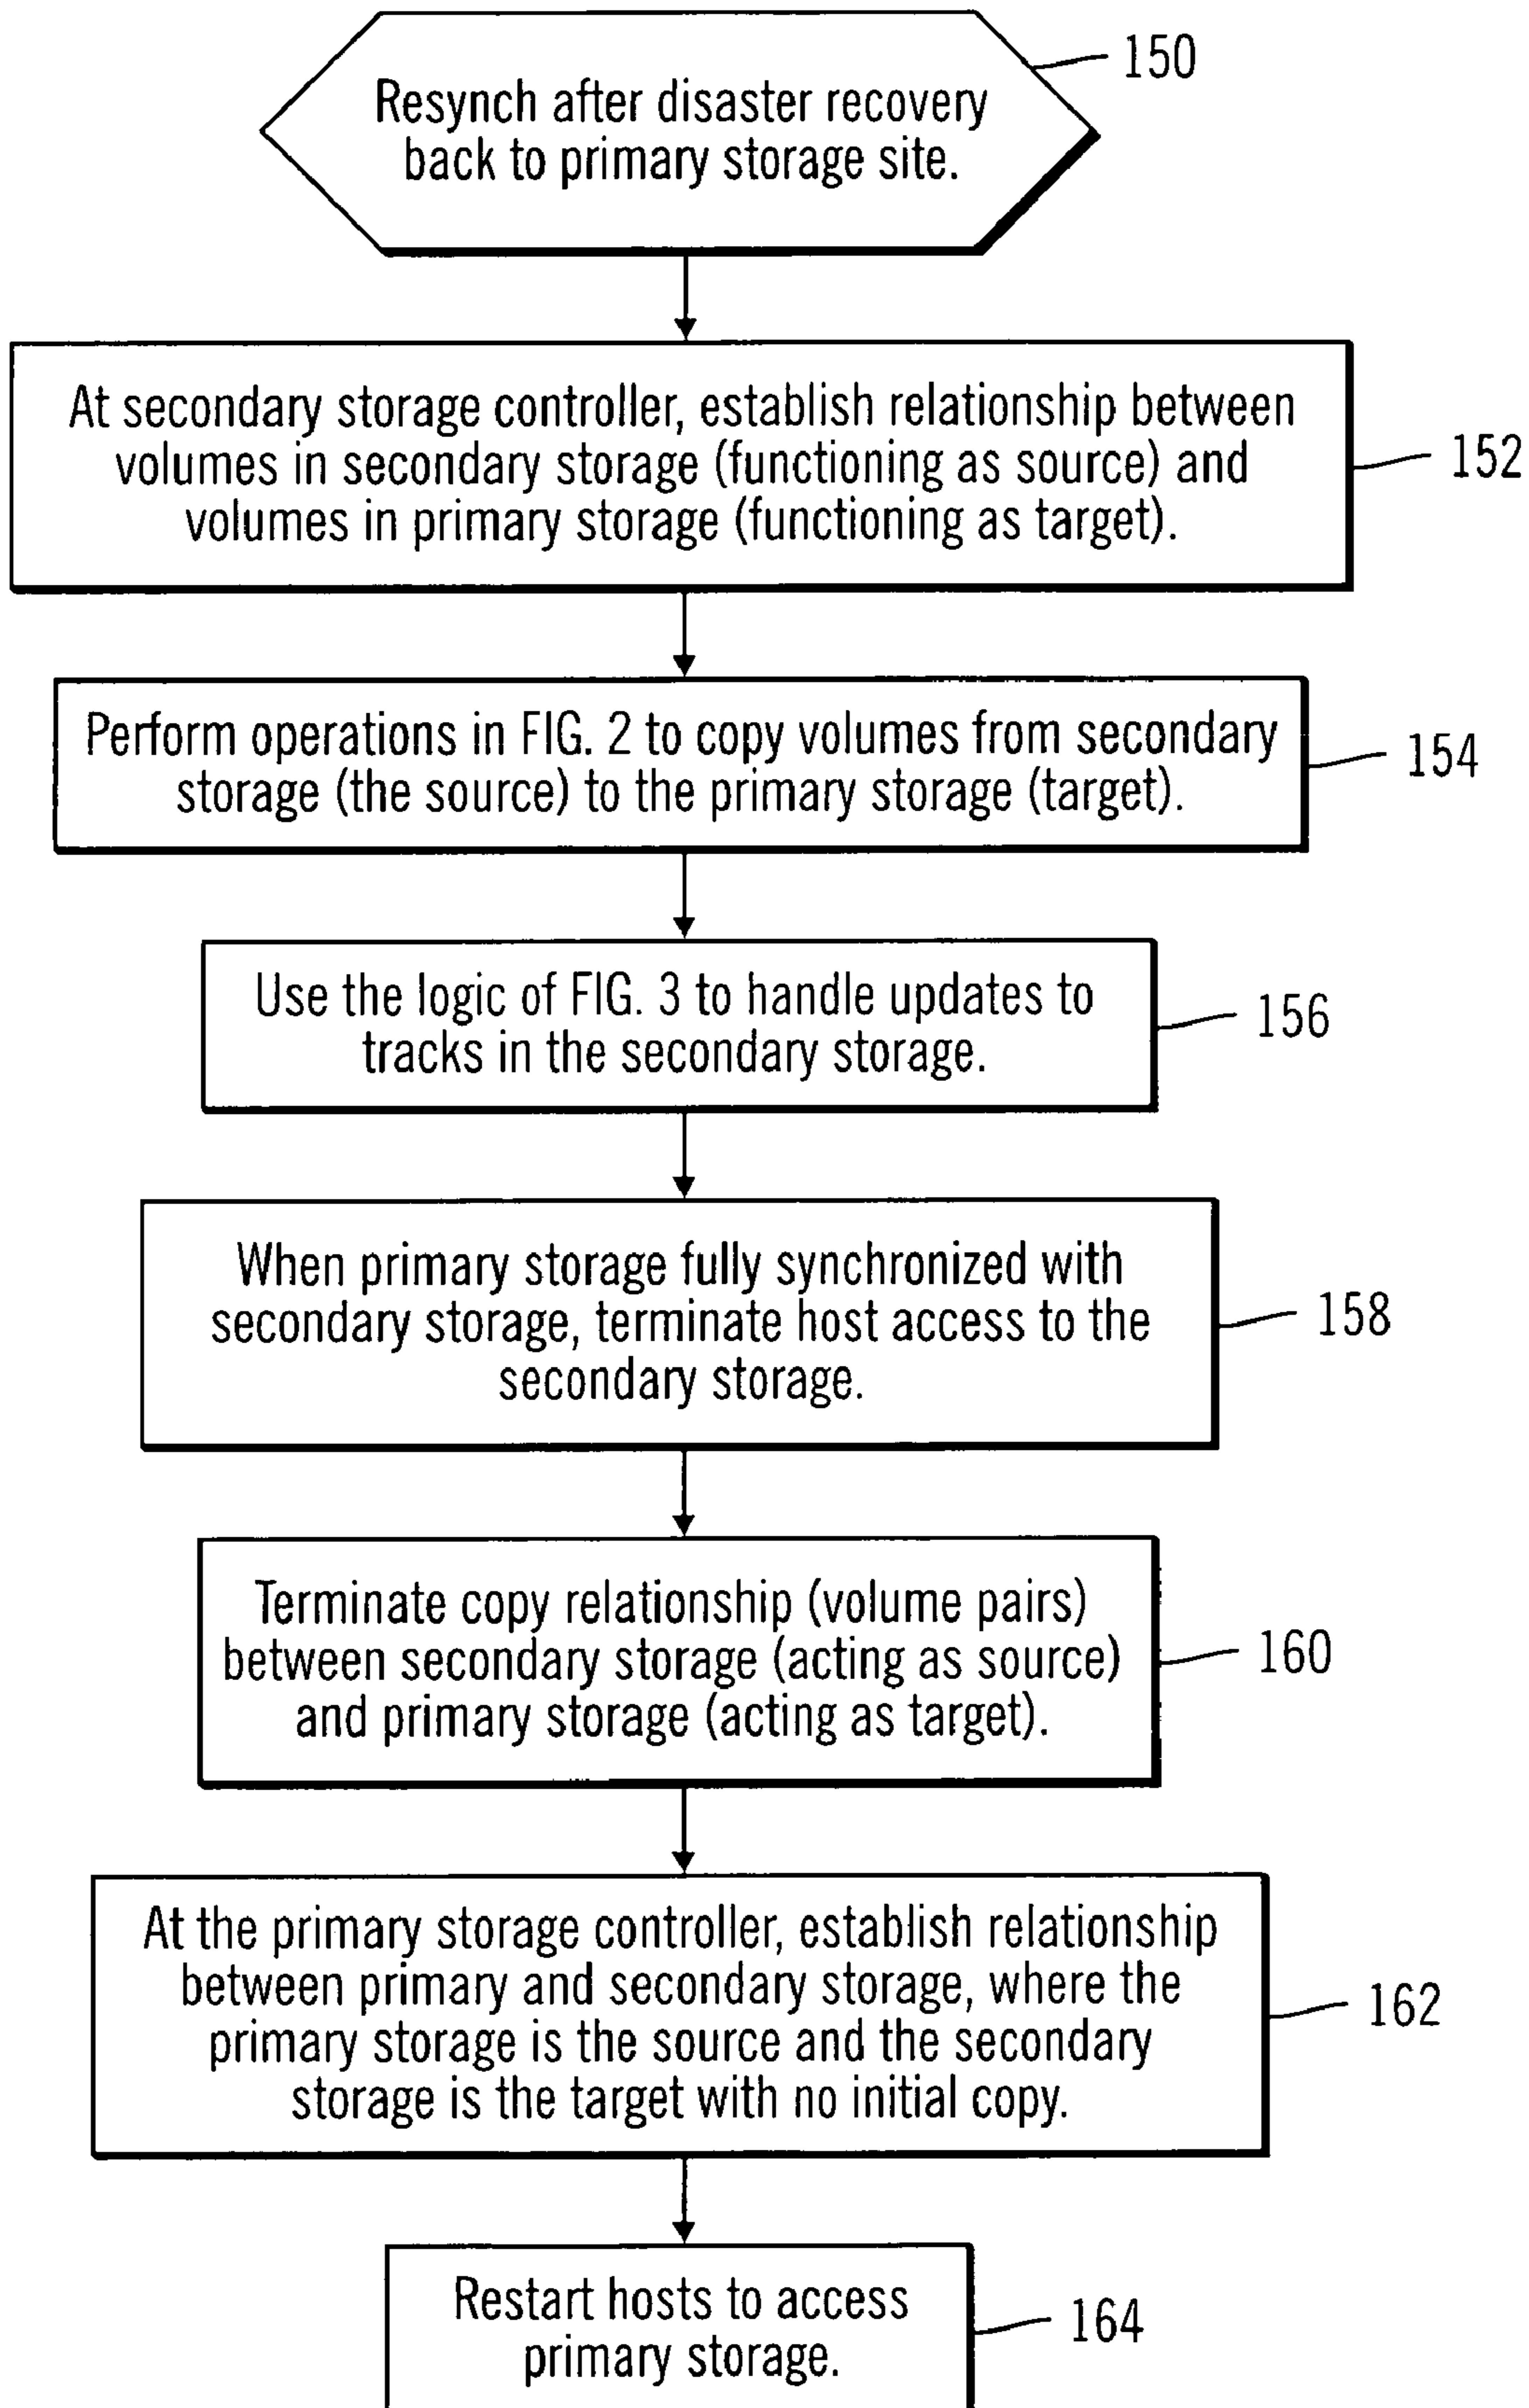 150
Resynch after disaster recovery
back to primary storage site.
At secondary storage controller, establish relationship between
volumes in secondary storage (functioning as source) and
volumes in primary storage (functioning as target).
152
Perform operations in FIG. 2 to copy volumes from secondary
storage (the source) to the primary storage (target).
154
Use the logic of FIG. 3 to handle updates to
tracks in the secondary storage.
156
When primary storage fully synchronized with
secondary storage, terminate host access to the
secondary storage.
158
Terminate copy relationship (volume pairs)
between secondary storage (acting as source)
and primary storage (acting as target).
160
At the primary storage controller, establish relationship
between primary and secondary storage, where the
primary storage is the source and the secondary
storage is the target with no initial copy.
162
Restart hosts to access
primary storage.
164